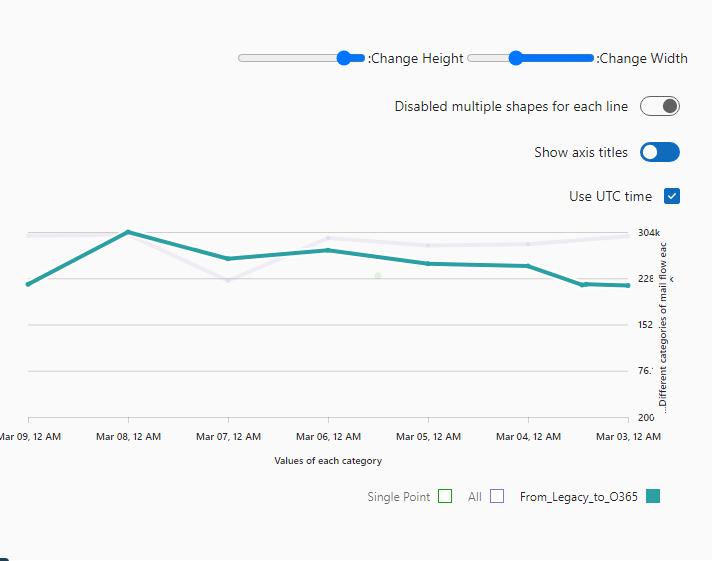 :Change Height
:Change Width
Disabled multiple shapes for each line
Show axis titles
Use UTC time
304k
228
k
152
76.
200
...Different categories of mail flow eac
Mar 09, 12 AM
Mar 08, 12 AM
Mar 07, 12 AM
Mar 06, 12 AM
Mar 05, 12 AM
Mar 04, 12 AM
Mar 03, 12 AM
Values of each category
Single Point
All
From_Legacy_to_O365